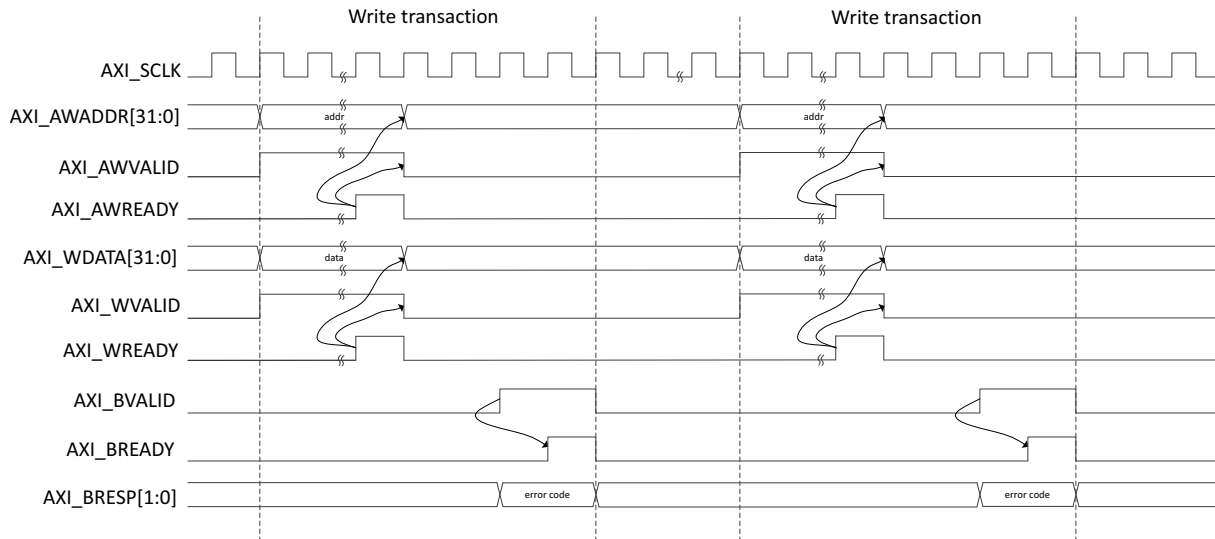 Write transaction Write transaction
AXI_SCLK
AXI_AWADDR[31:0] addr addr
AXI_AWVALID
AXI_AWREADY
AXI_WDATA[31:0] data data
AXI_WVALID
AXI_WREADY
AXI_BVALID
AXI_BREADY
AXI_BRESP[1:0] error code error code